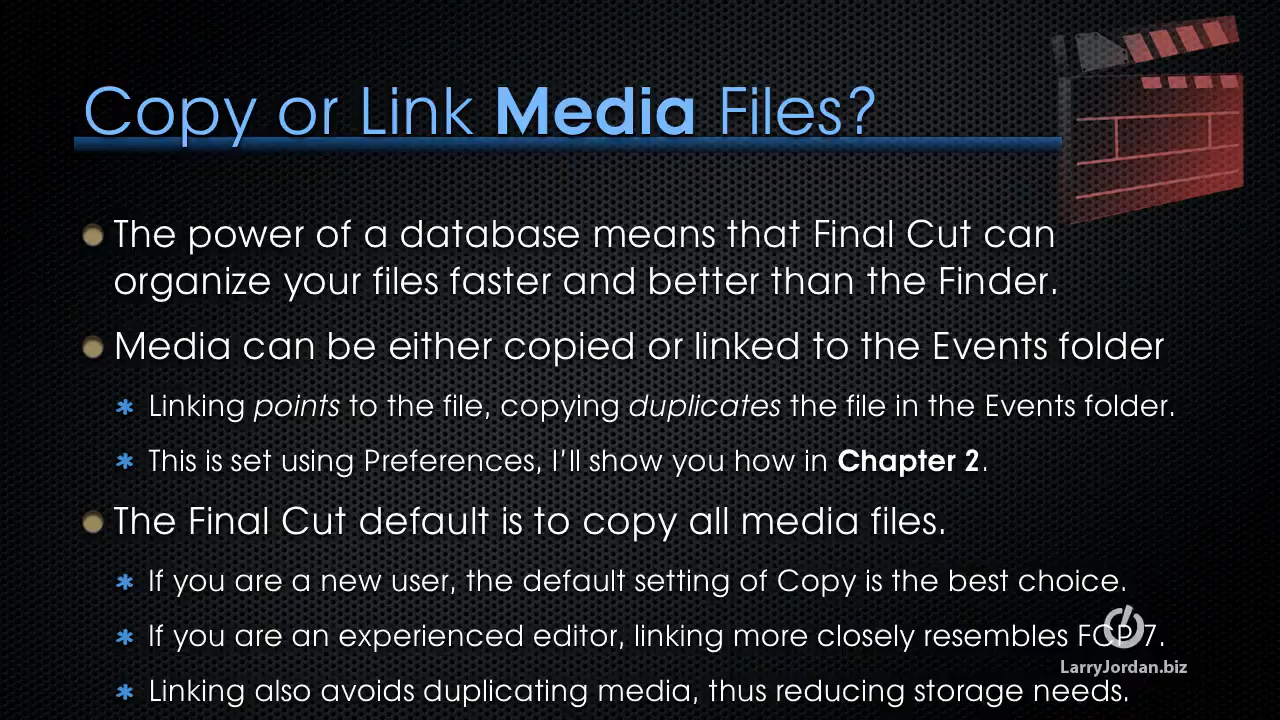 Copy or Link Media Files?
The power of a database means that Final Cut can
organize your files faster and better than the Finder.
Media can be either copied or linked to the Events folder
Linking points to the file, copying duplicates the file in the Events folder.
This is set using Preferences, I'll show you how in Chapter 2.
The Final Cut default is to copy all media files.
If you are a new user, the default setting of Copy is the best choice.
If you are an experienced editor, linking more closely resembles FCP 7.
LarryJordan.biz
Linking also avoids duplicating media, thus reducing storage needs.